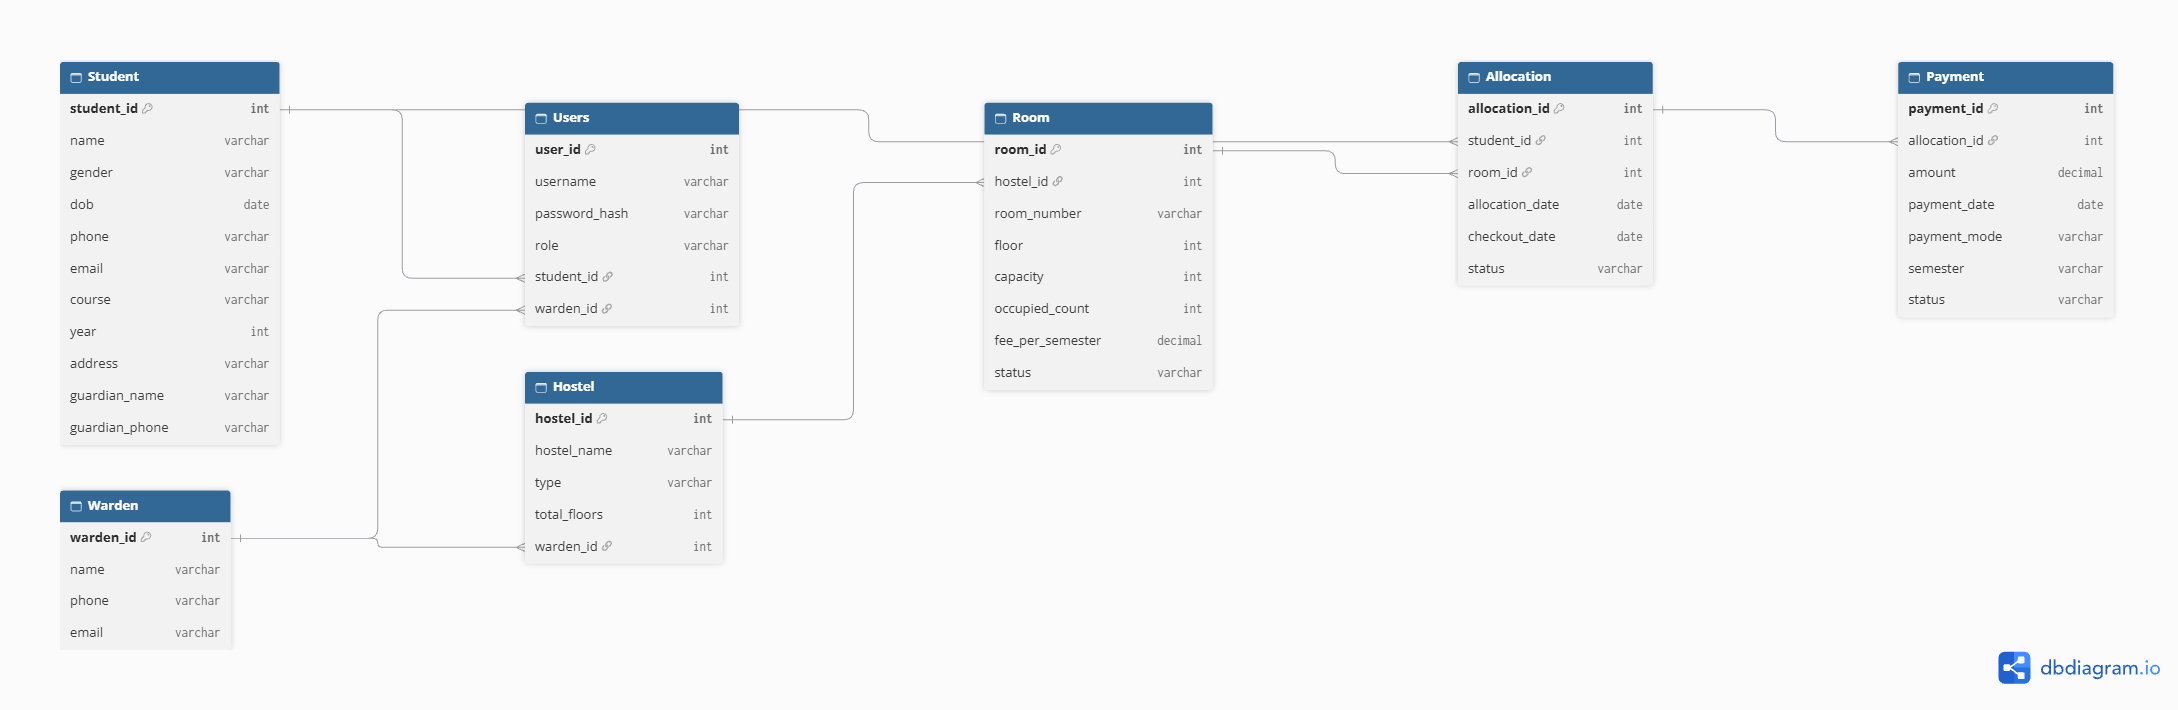 Student
student_id int
name varchar
gender varchar
dob date
phone varchar
email varchar
course varchar
year int
address varchar
guardian_name varchar
guardian_phone varchar
Warden
warden_id int
name varchar
phone varchar
email varchar
Users
user_id int
username varchar
password_hash varchar
role varchar
student_id int
warden_id int
Hostel
hostel_id int
hostel_name varchar
type varchar
total_floors int
warden_id int
Room
room_id int
hostel_id int
room_number varchar
floor int
capacity int
occupied_count int
fee_per_semester decimal
status varchar
Allocation
allocation_id int
student_id int
room_id int
allocation_date date
checkout_date date
status varchar
Payment
payment_id int
allocation_id int
amount decimal
payment_date date
payment_mode varchar
semester varchar
status varchar
dbdiagram.io